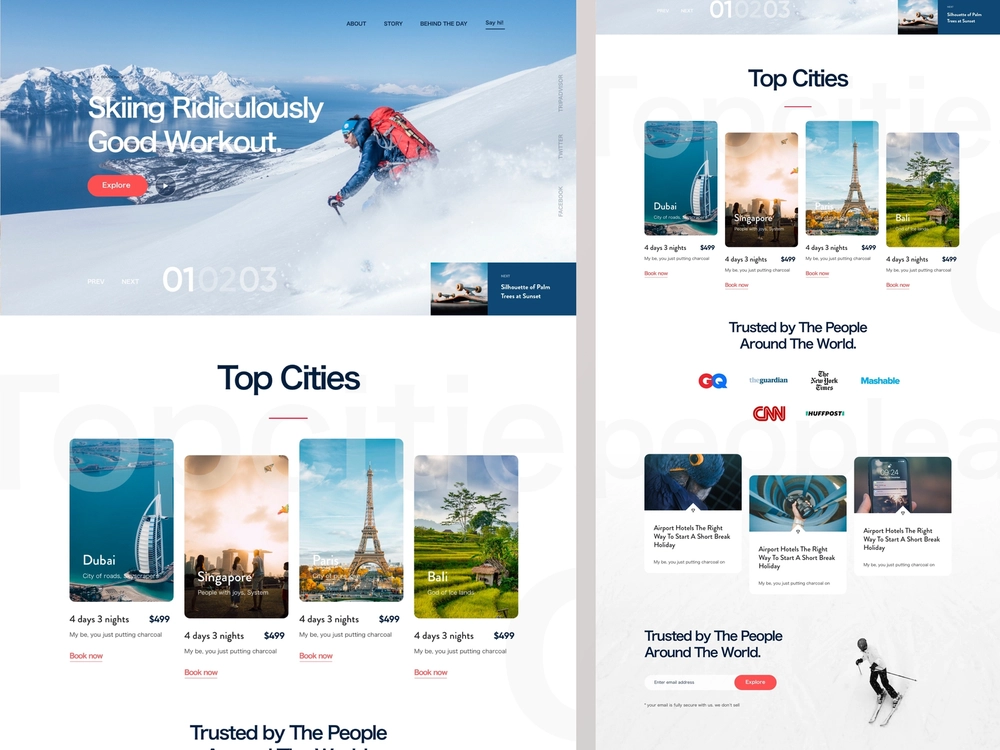 ABOUT STORY BEHIND THE DAY Say hi!
Skiing Ridiculously
Good Workout.
Explore
TRIPADVISOR
TWITTER
FACEBOOK
PREV NEXT 01 02 03
NEXT
Silhouette of Palm
Trees at Sunset
Top Cities
Topcitie
Dubai
City of roads, Skyscrapers
4 days 3 nights $499
My be, you just putting charcoal
Book now
Singapore
People with joys, System
4 days 3 nights $499
My be, you just putting charcoal
Book now
Paris
4 days 3 nights $499
My be, you just putting charcoal
Book now
Bali
God of Ice lands
4 days 3 nights $499
My be, you just putting charcoal
Book now
Trusted by The People
PREV NEXT 01 02 03
NEXT
Silhouette of Palm
Trees at Sunset
Top Cities
Topcitie
Dubai
City of roads, Skyscrapers
4 days 3 nights $499
My be, you just putting charcoal
Book now
Singapore
People with joys, System
4 days 3 nights $499
My be, you just putting charcoal
Book now
Paris
4 days 3 nights $499
My be, you just putting charcoal
Book now
Bali
God of Ice lands
4 days 3 nights $499
My be, you just putting charcoal
Book now
Trusted by The People
Around The World.
GQ theguardian The New York Times Mashable
CNN HUFFPOST
peoplea
Airport Hotels The Right
Way To Start A Short Break
Holiday
My be, you just putting charcoal on
Airport Hotels The Right
Way To Start A Short Break
Holiday
My be, you just putting charcoal on
09:24
Airport Hotels The Right
Way To Start A Short Break
Holiday
My be, you just putting charcoal on
Trusted by The People
Around The World.
Enter email address Explore
* your email is fully secure with us. we don't sell